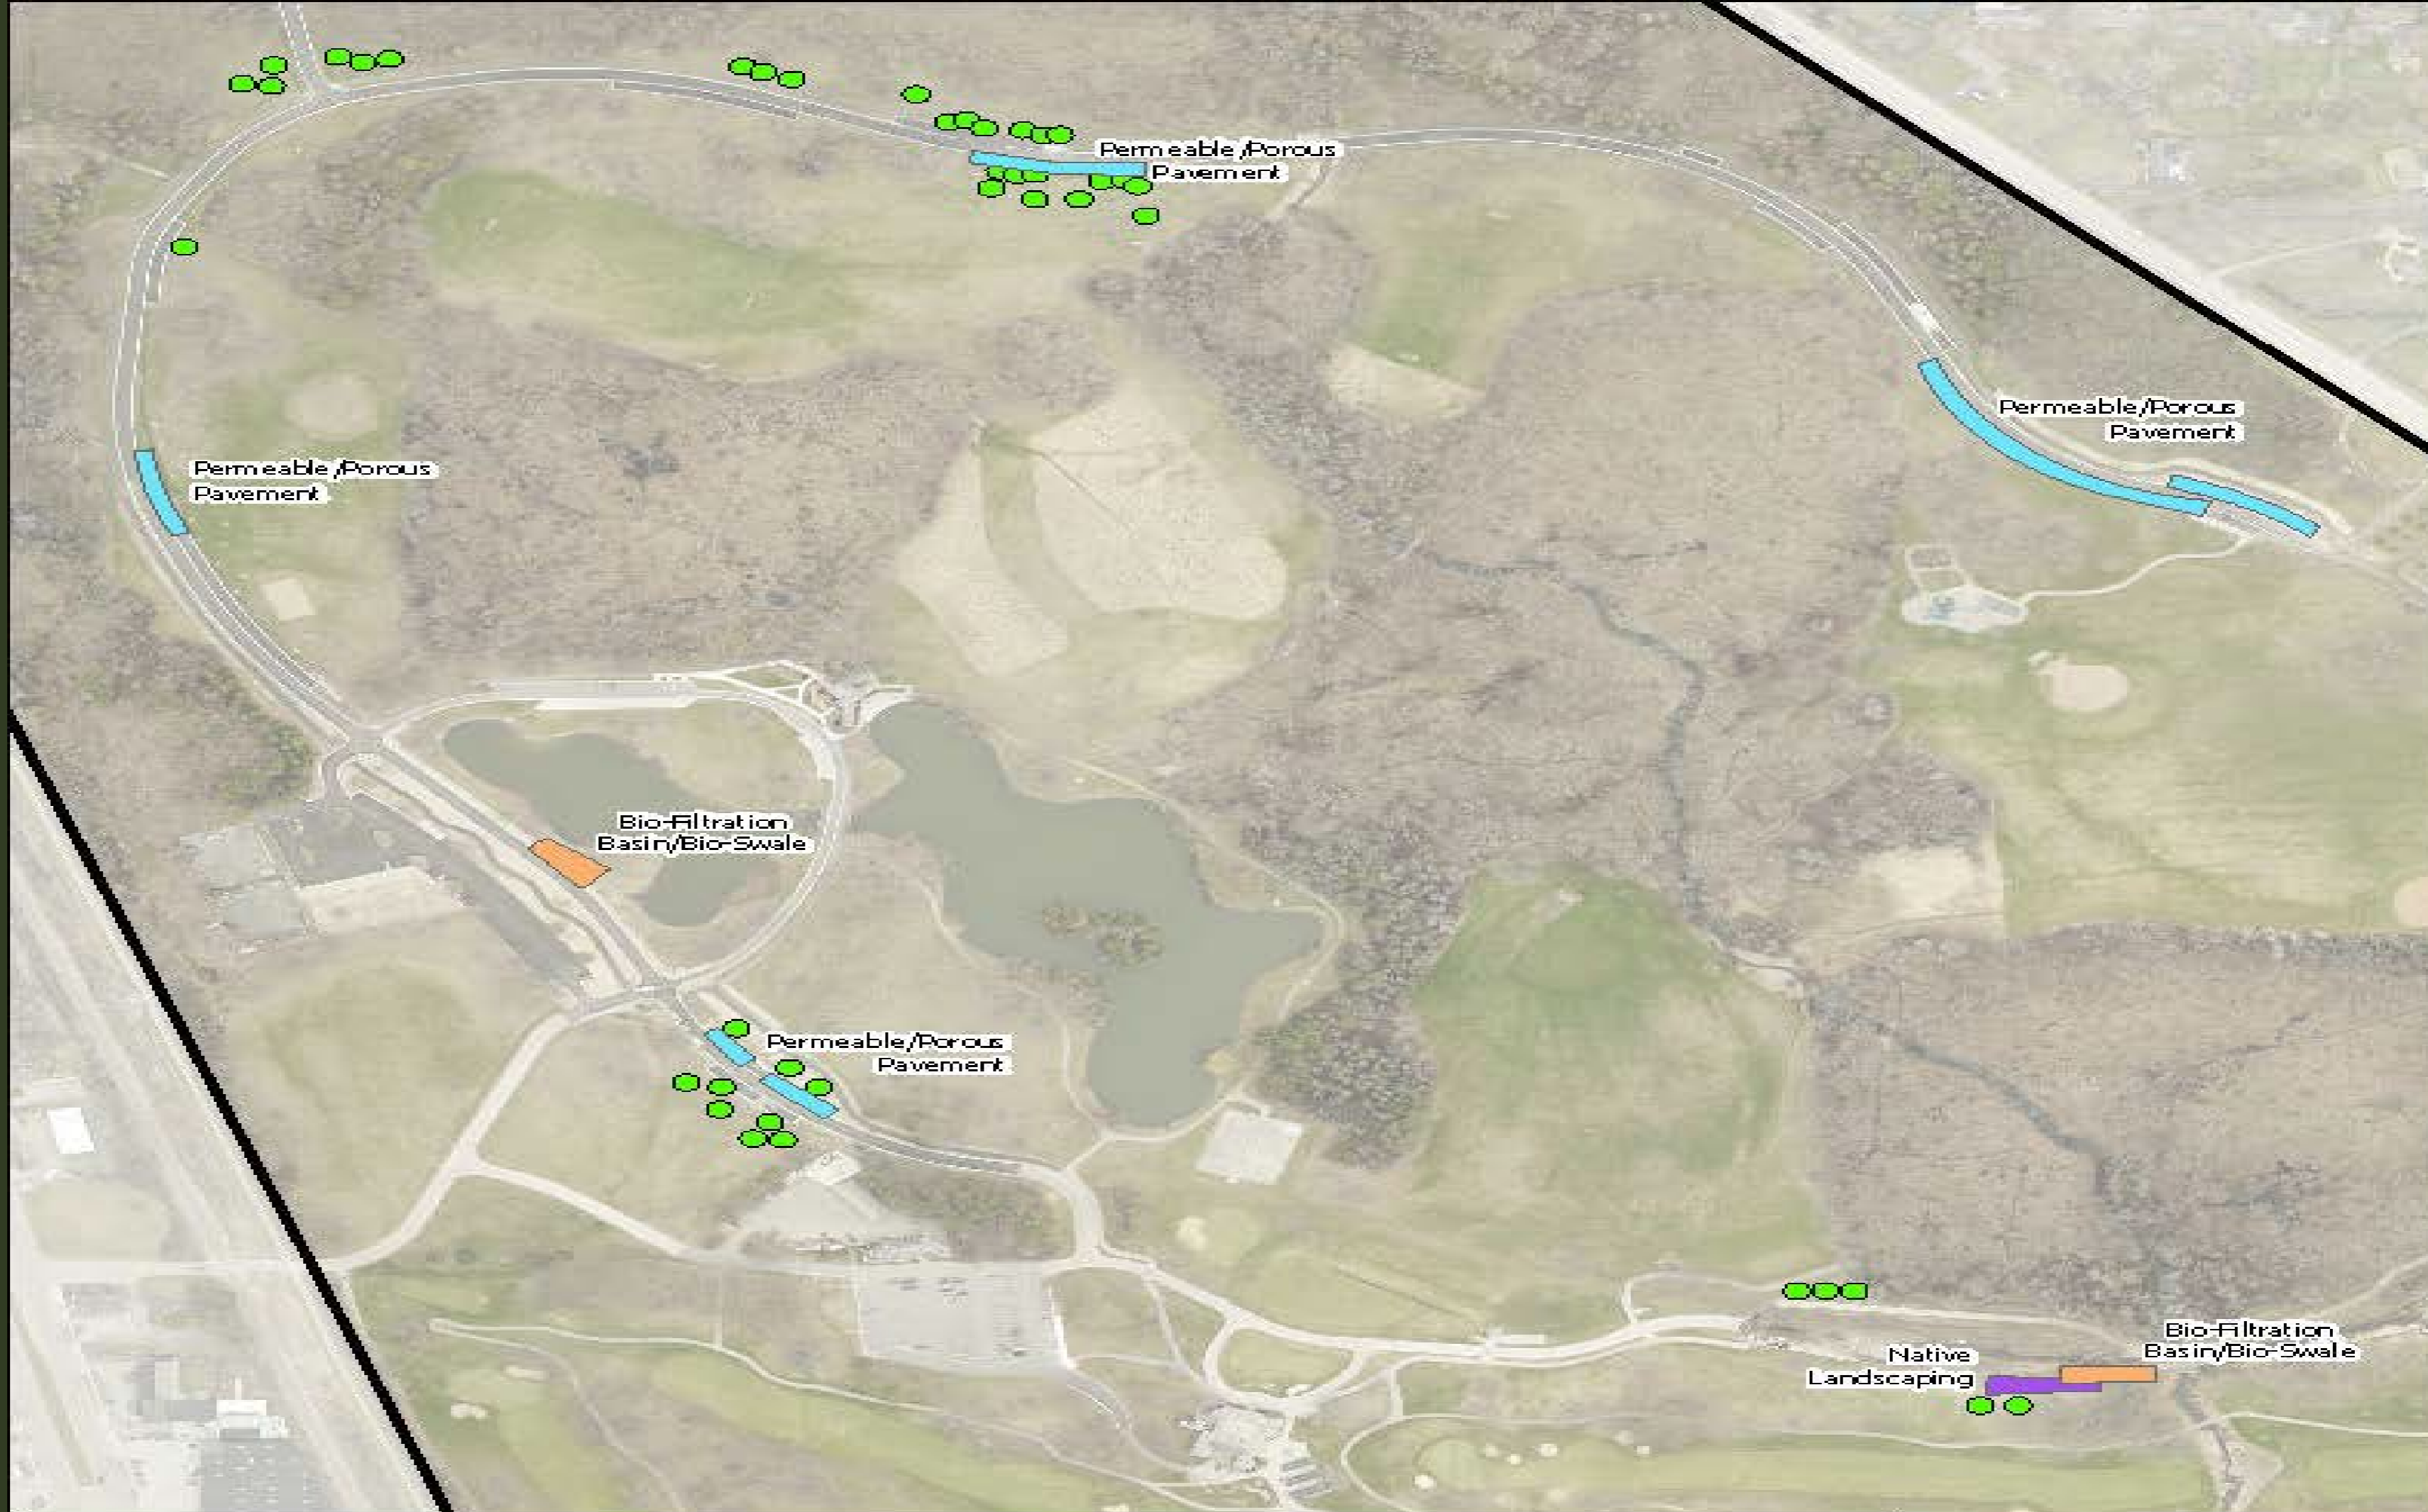 Permeable/Porous
Pavement
Permeable/Porous
Pavement
Permeable/Porous
Pavement
Bio-Filtration
Basin/Bio-Swale
Permeable/Porous
Pavement
Bio-Filtration
Basin/Bio-Swale
Native
Landscaping